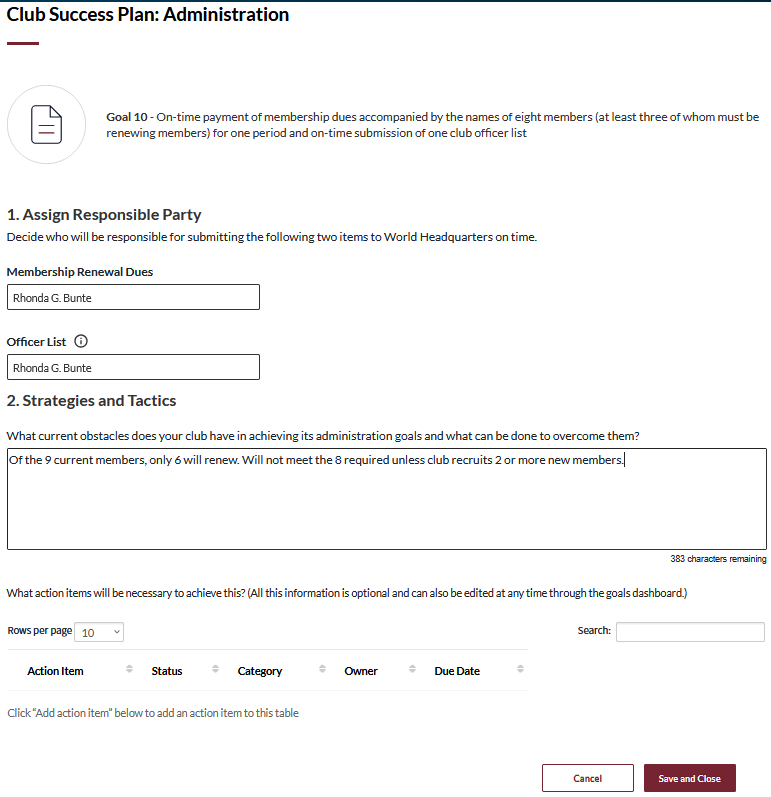 Club Success Plan: Administration
Goal 10 - On-time payment of membership dues accompanied by the names of eight members (at least three of whom must be
renewing members) for one period and on-time submission of one club officer list
1. Assign Responsible Party
Decide who will be responsible for submitting the following two items to World Headquarters on time.
Membership Renewal Dues
Rhonda G. Bunte
Officer List
Rhonda G. Bunte
2. Strategies and Tactics
What current obstacles does your club have in achieving its administration goals and what can be done to overcome them?
Of the 9 current members, only 6 will renew. Will not meet the 8 required unless club recruits 2 or more new members.
383 characters remaining
What action items will be necessary to achieve this? (All this information is optional and can also be edited at any time through the goals dashboard.)
Rows per page 10 Search:
Action Item Status Category Owner Due Date
Click "Add action item" below to add an action item to this table
Cancel Save and Close